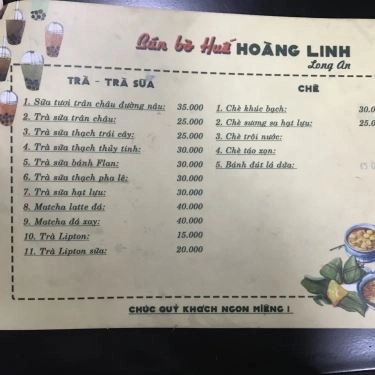 Bún bò Huế HOÀNG LINH
Long An
TRÀ - TRÀ SỮA
1. Sữa tươi trân châu đường nâu: 35.000
2. Trà sữa trân châu: 25.000
3. Trà sữa thạch trái cây: 25.000
4. Trà sữa thạch thủy tinh: 30.000
5. Trà sữa bánh Flan: 30.000
6. Trà sữa thạch pha lê: 30.000
7. Trà sữa hạt lựu: 30.000
8. Matcha latte đá: 40.000
9. Matcha đá xay: 40.000
10. Trà Lipton: 15.000
11. Trà Lipton sữa: 20.000
CHÈ
1. Chè khúc bạch: 30.00
2. Chè sương sa hạt lựu: 25.00
3. Chè trôi nước:
4. Chè táo xọn:
5. Bánh đút lá dứa:
CHÚC QUÝ KHÁCH NGON MIỆNG !